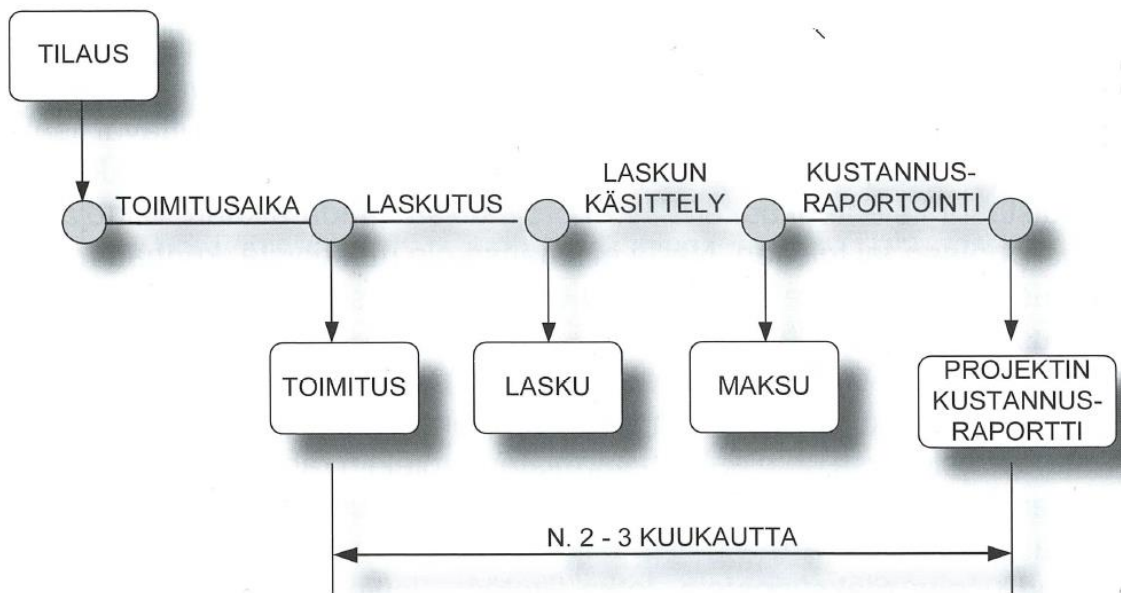 TILAUS
TOIMITUSAIKA
LASKUTUS
LASKUN
KÄSITTELY
KUSTANNUS-
RAPORTOINTI
TOIMITUS
LASKU
MAKSU
PROJEKTIN
KUSTANNUS-
RAPORTTI
N. 2 - 3 KUUKAUTTA